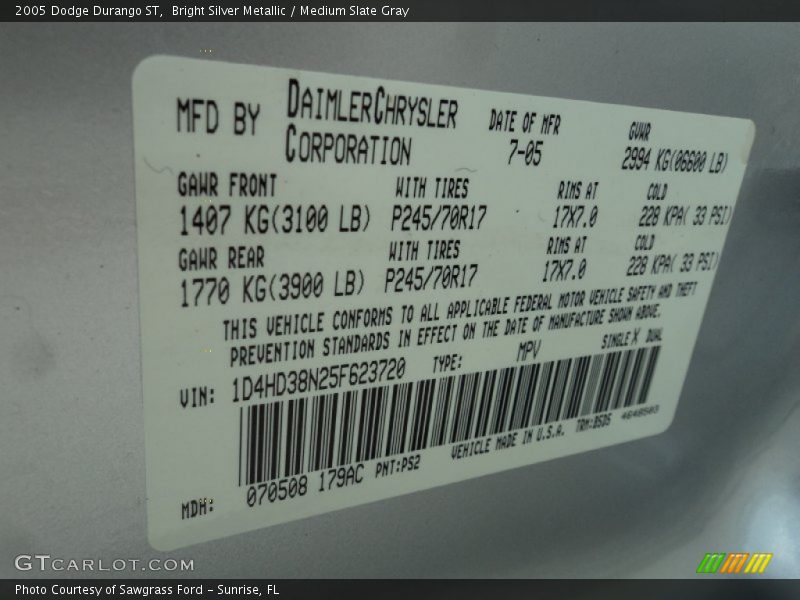 2005 Dodge Durango ST, Bright Silver Metallic / Medium Slate Gray
MFD BY DAIMLERCHRYSLER CORPORATION DATE OF MFR 7-05 GVWR 2994 KG(06600 LB)
GAWR FRONT WITH TIRES RIMS AT COLD
1407 KG(3100 LB) P245/70R17 17X7.0 228 KPA( 33 PSI)
GAWR REAR WITH TIRES RIMS AT COLD
1770 KG(3900 LB) P245/70R17 17X7.0 228 KPA( 33 PSI)
THIS VEHICLE CONFORMS TO ALL APPLICABLE FEDERAL MOTOR VEHICLE SAFETY AND THEFT
PREVENTION STANDARDS IN EFFECT ON THE DATE OF MANUFACTURE SHOWN ABOVE.
VIN: 1D4HD38N25F623720 TYPE: MPV SINGLE X DUAL
MDH: 070508 179AC PNT:PS2 VEHICLE MADE IN U.S.A. TRM:BSD5 4648503
GTCARLOT.COM
Photo Courtesy of Sawgrass Ford - Sunrise, FL